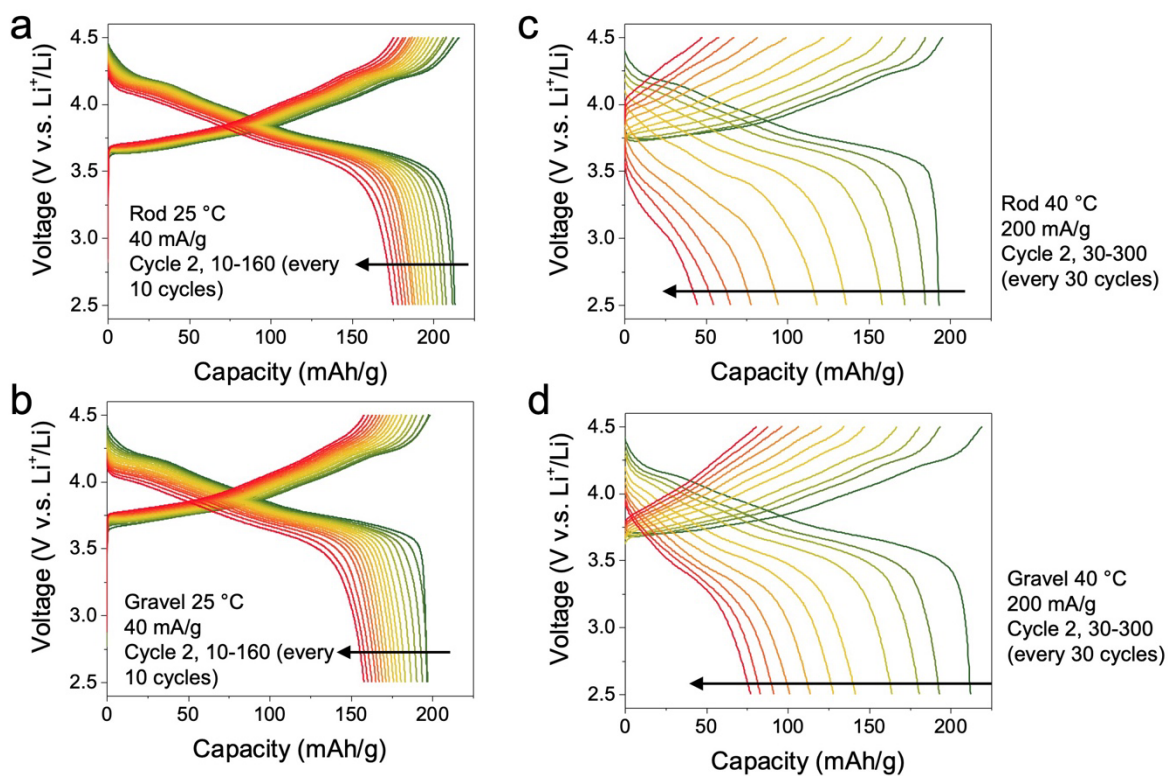 a
4.5
4.0
3.5
3.0
2.5
Voltage (V v.s. Li⁺/Li)
Rod 25 °C
40 mA/g
Cycle 2, 10-160 (every
10 cycles)
0 50 100 150 200
Capacity (mAh/g)
c
4.5
4.0
3.5
3.0
2.5
Voltage (V v.s. Li⁺/Li)
0 50 100 150 200
Capacity (mAh/g)
Rod 40 °C
200 mA/g
Cycle 2, 30-300
(every 30 cycles)
b
4.5
4.0
3.5
3.0
2.5
Voltage (V v.s. Li⁺/Li)
Gravel 25 °C
40 mA/g
Cycle 2, 10-160 (every
10 cycles)
0 50 100 150 200
Capacity (mAh/g)
d
4.5
4.0
3.5
3.0
2.5
Voltage (V v.s. Li⁺/Li)
0 50 100 150 200
Capacity (mAh/g)
Gravel 40 °C
200 mA/g
Cycle 2, 30-300
(every 30 cycles)